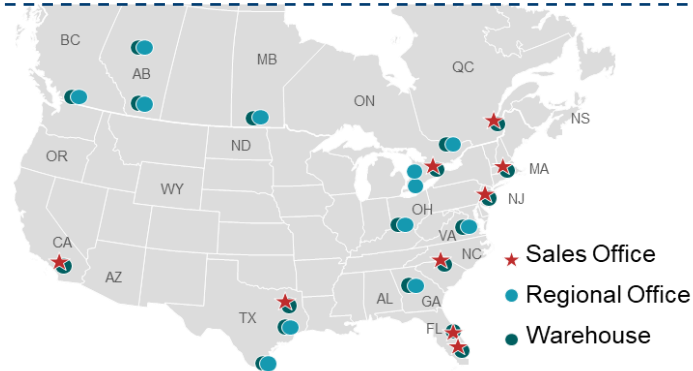 BC
AB
MB
QC
ON
NS
ND
OR
MA
WY
NJ
OH
VA
CA
NC
Sales Office
AZ
Regional Office
AL
GA
TX
FL
Warehouse